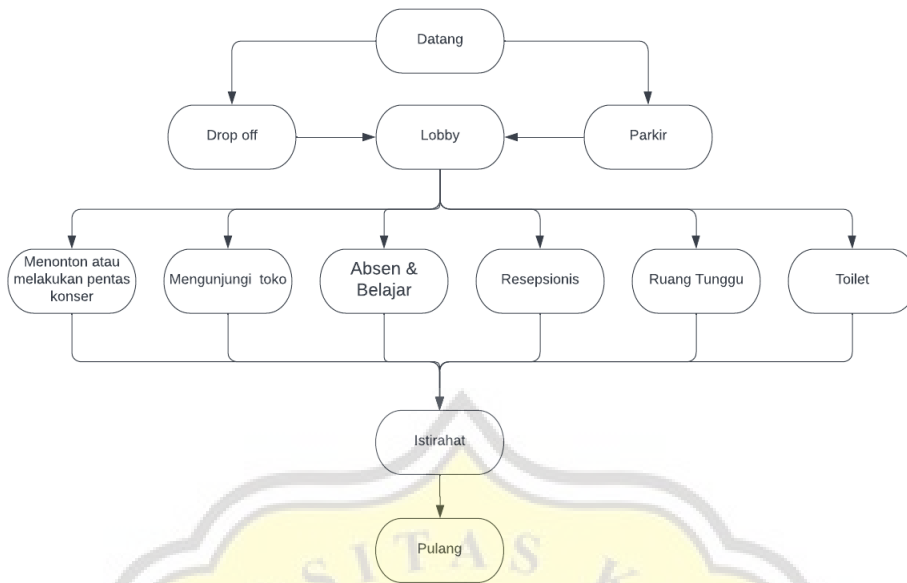 Datang
Drop off
Lobby
Parkir
Menonton atau
melakukan pentas
konser
Mengunjungi toko
Absen &
Belajar
Resepsionis
Ruang Tunggu
Toilet
Istirahat
Pulang
SITAS K